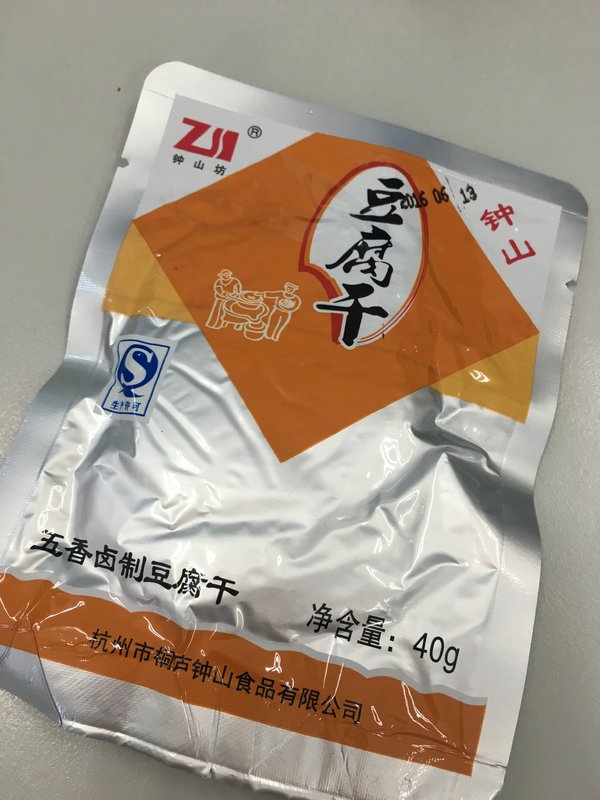 ZSJ®
钟山坊
2016 06 13
钟山
豆腐干
生产许可
五香卤制豆腐干
净含量：40g
杭州市桐庐钟山食品有限公司